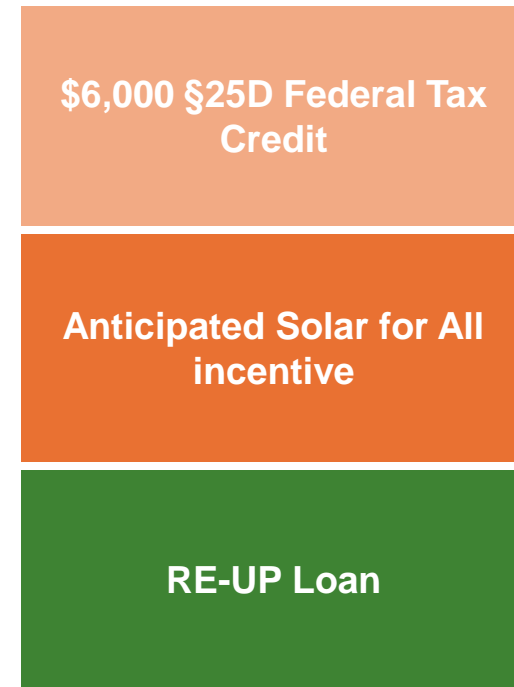 $6,000 §25D Federal Tax
Credit
Anticipated Solar for All
incentive
RE-UP Loan